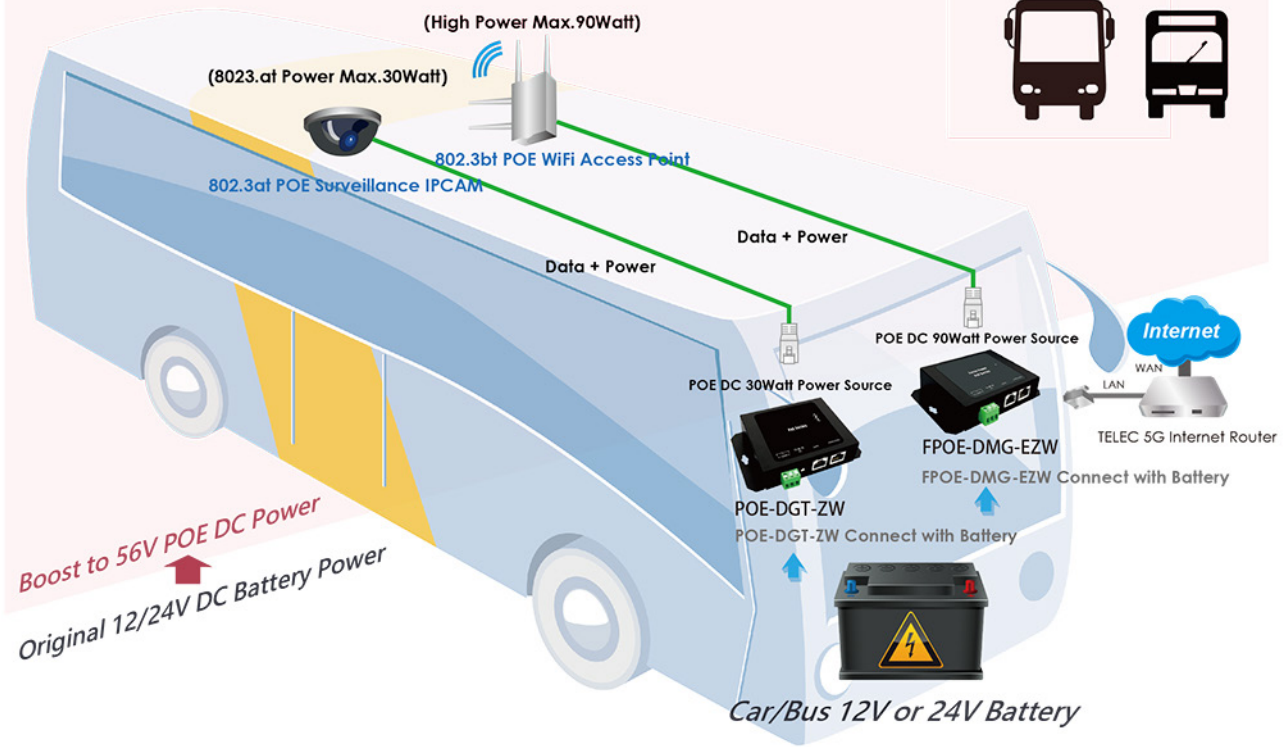 (High Power Max.90Watt)
(8023.at Power Max.30Watt)
802.3bt POE WiFi Access Point
802.3at POE Surveillance IPCAM
Data + Power
Data + Power
Internet
POE DC 90Watt Power Source
WAN
LAN
POE DC 30Watt Power Source
TELEC 5G Internet Router
FPOE-DMG-EZW
FPOE-DMG-EZW Connect with Battery
POE-DGT-ZW
POE-DGT-ZW Connect with Battery
Boost to 56V POE DC Power
Original 12/24V DC Battery Power
Car/Bus 12V or 24V Battery